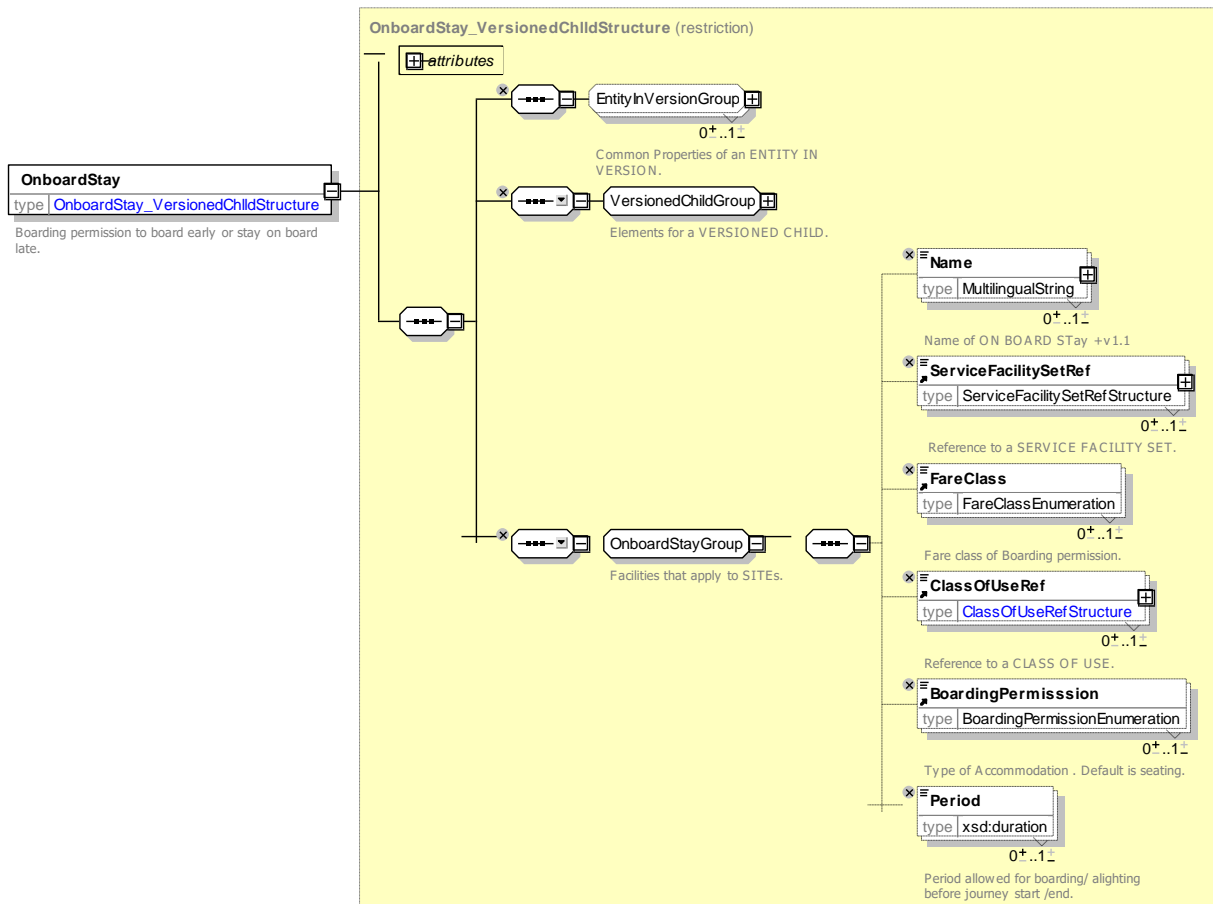 OnboardStay_VersionedChIldStructure (restriction)
attributes
EntityInVersionGroup
0..1
Common Properties of an ENTITY IN
VERSION.
OnboardStay
type OnboardStay_VersionedChIldStructure
Boarding permission to board early or stay on board
late.
VersionedChildGroup
Elements for a VERSIONED CHILD.
OnboardStayGroup
Facilities that apply to SITEs.
Name
type MultilingualString
0..1
Name of ON BOARD STay +v1.1
ServiceFacilitySetRef
type ServiceFacilitySetRefStructure
0..1
Reference to a SERVICE FACILITY SET.
FareClass
type FareClassEnumeration
0..1
Fare class of Boarding permission.
ClassOfUseRef
type ClassOfUseRefStructure
0..1
Reference to a CLASS OF USE.
BoardingPermisssion
type BoardingPermissionEnumeration
0..1
Type of Accommodation . Default is seating.
Period
type xsd:duration
0..1
Period allowed for boarding/ alighting
before journey start /end.